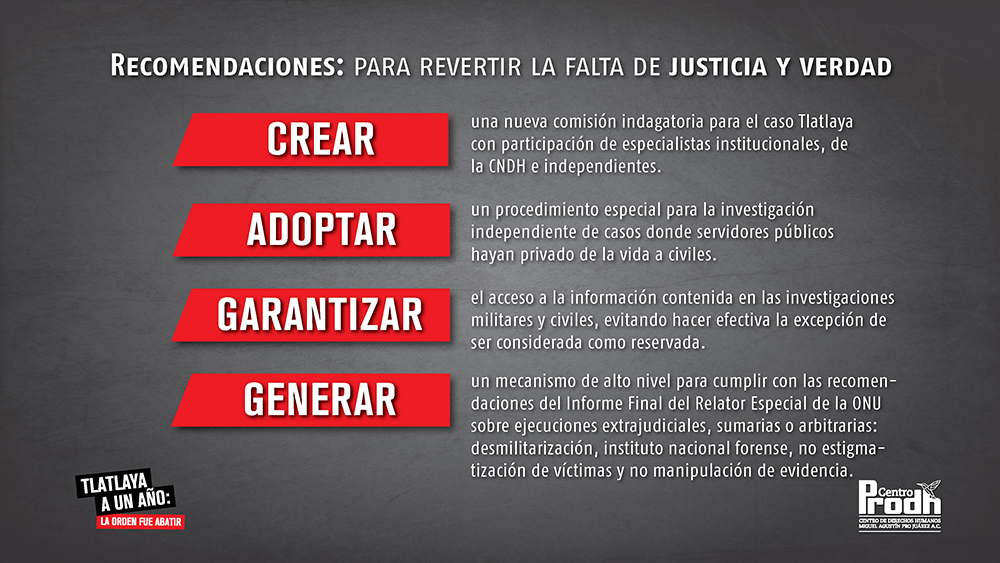 RECOMENDACIONES: PARA REVERTIR LA FALTA DE JUSTICIA Y VERDAD
CREAR
una nueva comisión indagatoria para el caso Tlatlaya
con participación de especialistas institucionales, de
la CNDH e independientes.
ADOPTAR
un procedimiento especial para la investigación
independiente de casos donde servidores públicos
hayan privado de la vida a civiles.
GARANTIZAR
el acceso a la información contenida en las investigaciones
militares y civiles, evitando hacer efectiva la excepción de
ser considerada como reservada.
GENERAR
un mecanismo de alto nivel para cumplir con las recomen-
daciones del Informe Final del Relator Especial de la ONU
sobre ejecuciones extrajudiciales, sumarias o arbitrarias:
desmilitarización, instituto nacional forense, no estigma-
tización de víctimas y no manipulación de evidencia.
TLATLAYA
A UN AÑO:
LA ORDEN FUE ABATIR
Centro
Prodh
CENTRO DE DERECHOS HUMANOS
MIGUEL AGUSTÍN PRO JUÁREZ A.C.